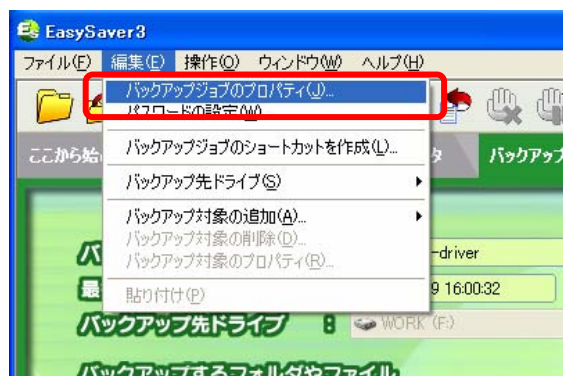 EasySaver3
ファイル(F) 編集(E) 操作(O) ウィンドウ(W) ヘルプ(H)
バックアップジョブのプロパティ(J)...
パスワードの設定(W)
バックアップジョブのショートカットを作成(L)...
バックアップ先ドライブ(S)
バックアップ対象の追加(A)...
バックアップ対象の削除(D)...
バックアップ対象のプロパティ(R)...
貼り付け(P)
ここから始
タ
バックアップ
バ
-driver
最
9 16:00:32
バックアップ先ドライブ
WORK (F:)
バックアップするフォルダやファイル